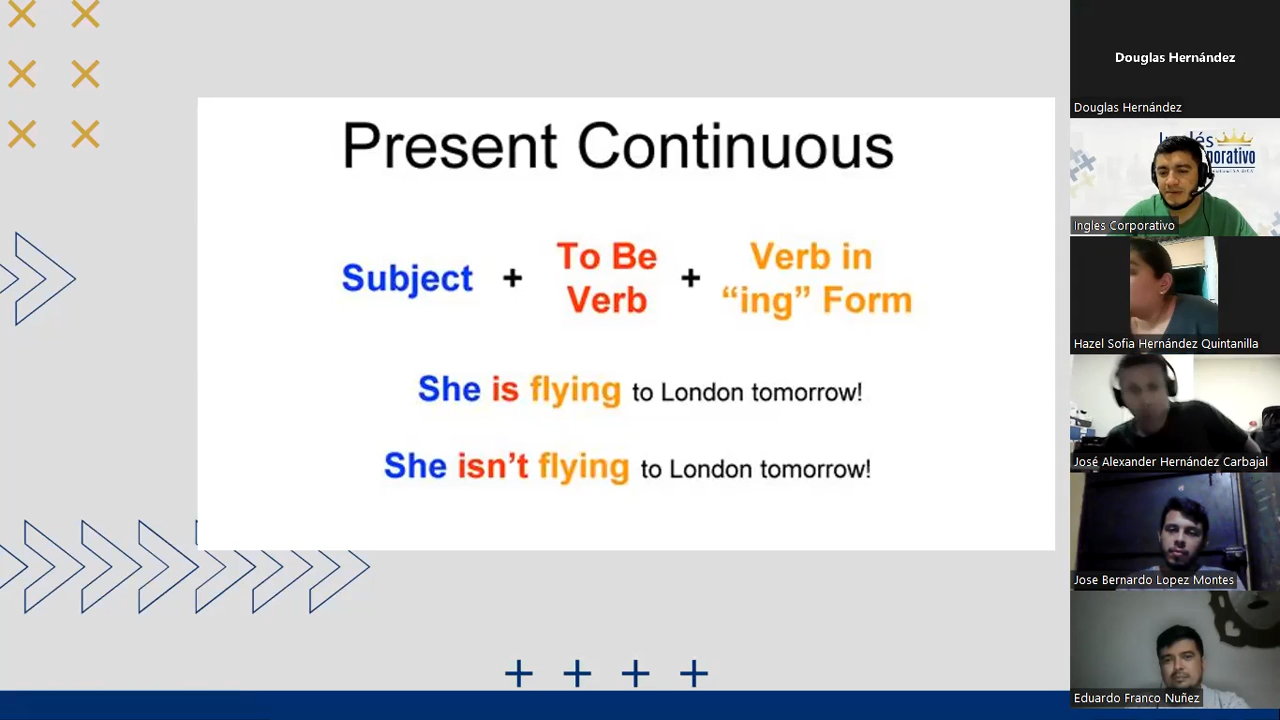 Present Continuous
Subject + To Be Verb + Verb in "ing" Form
She is flying to London tomorrow!
She isn't flying to London tomorrow!
Douglas Hernández
Douglas Hernández
Ingles Corporativo
Hazel Sofia Hernández Quintanilla
José Alexander Hernández Carbajal
Jose Bernardo Lopez Montes
Eduardo Franco Nuñez